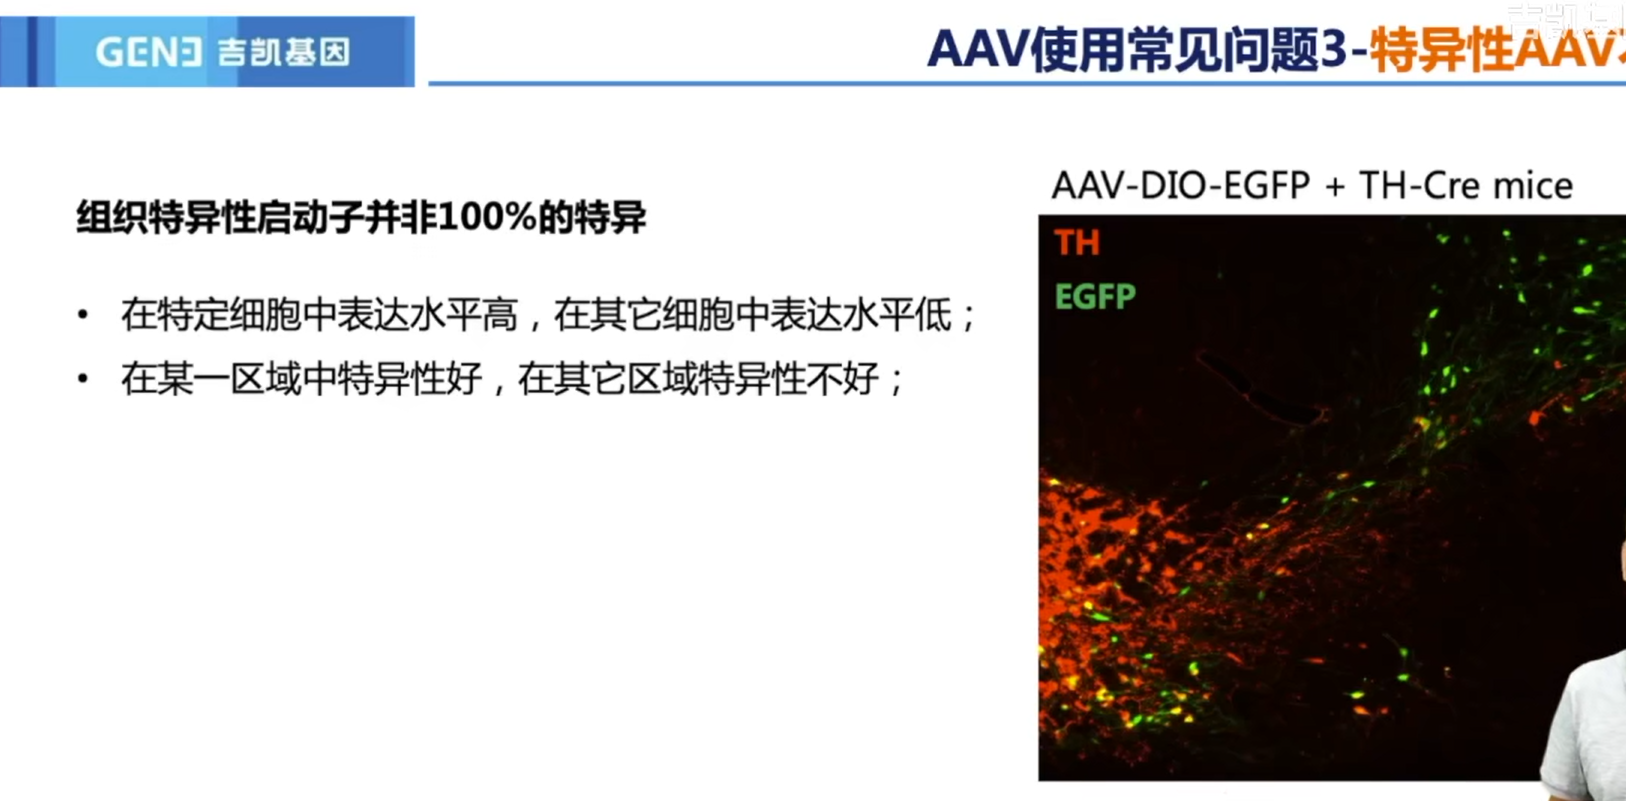 GENE 吉凯基因
AAV使用常见问题3-特异性AAV
组织特异性启动子并非100%的特异
• 在特定细胞中表达水平高，在其它细胞中表达水平低；
• 在某一区域中特异性好，在其它区域特异性不好；
AAV-DIO-EGFP + TH-Cre mice
TH
EGFP